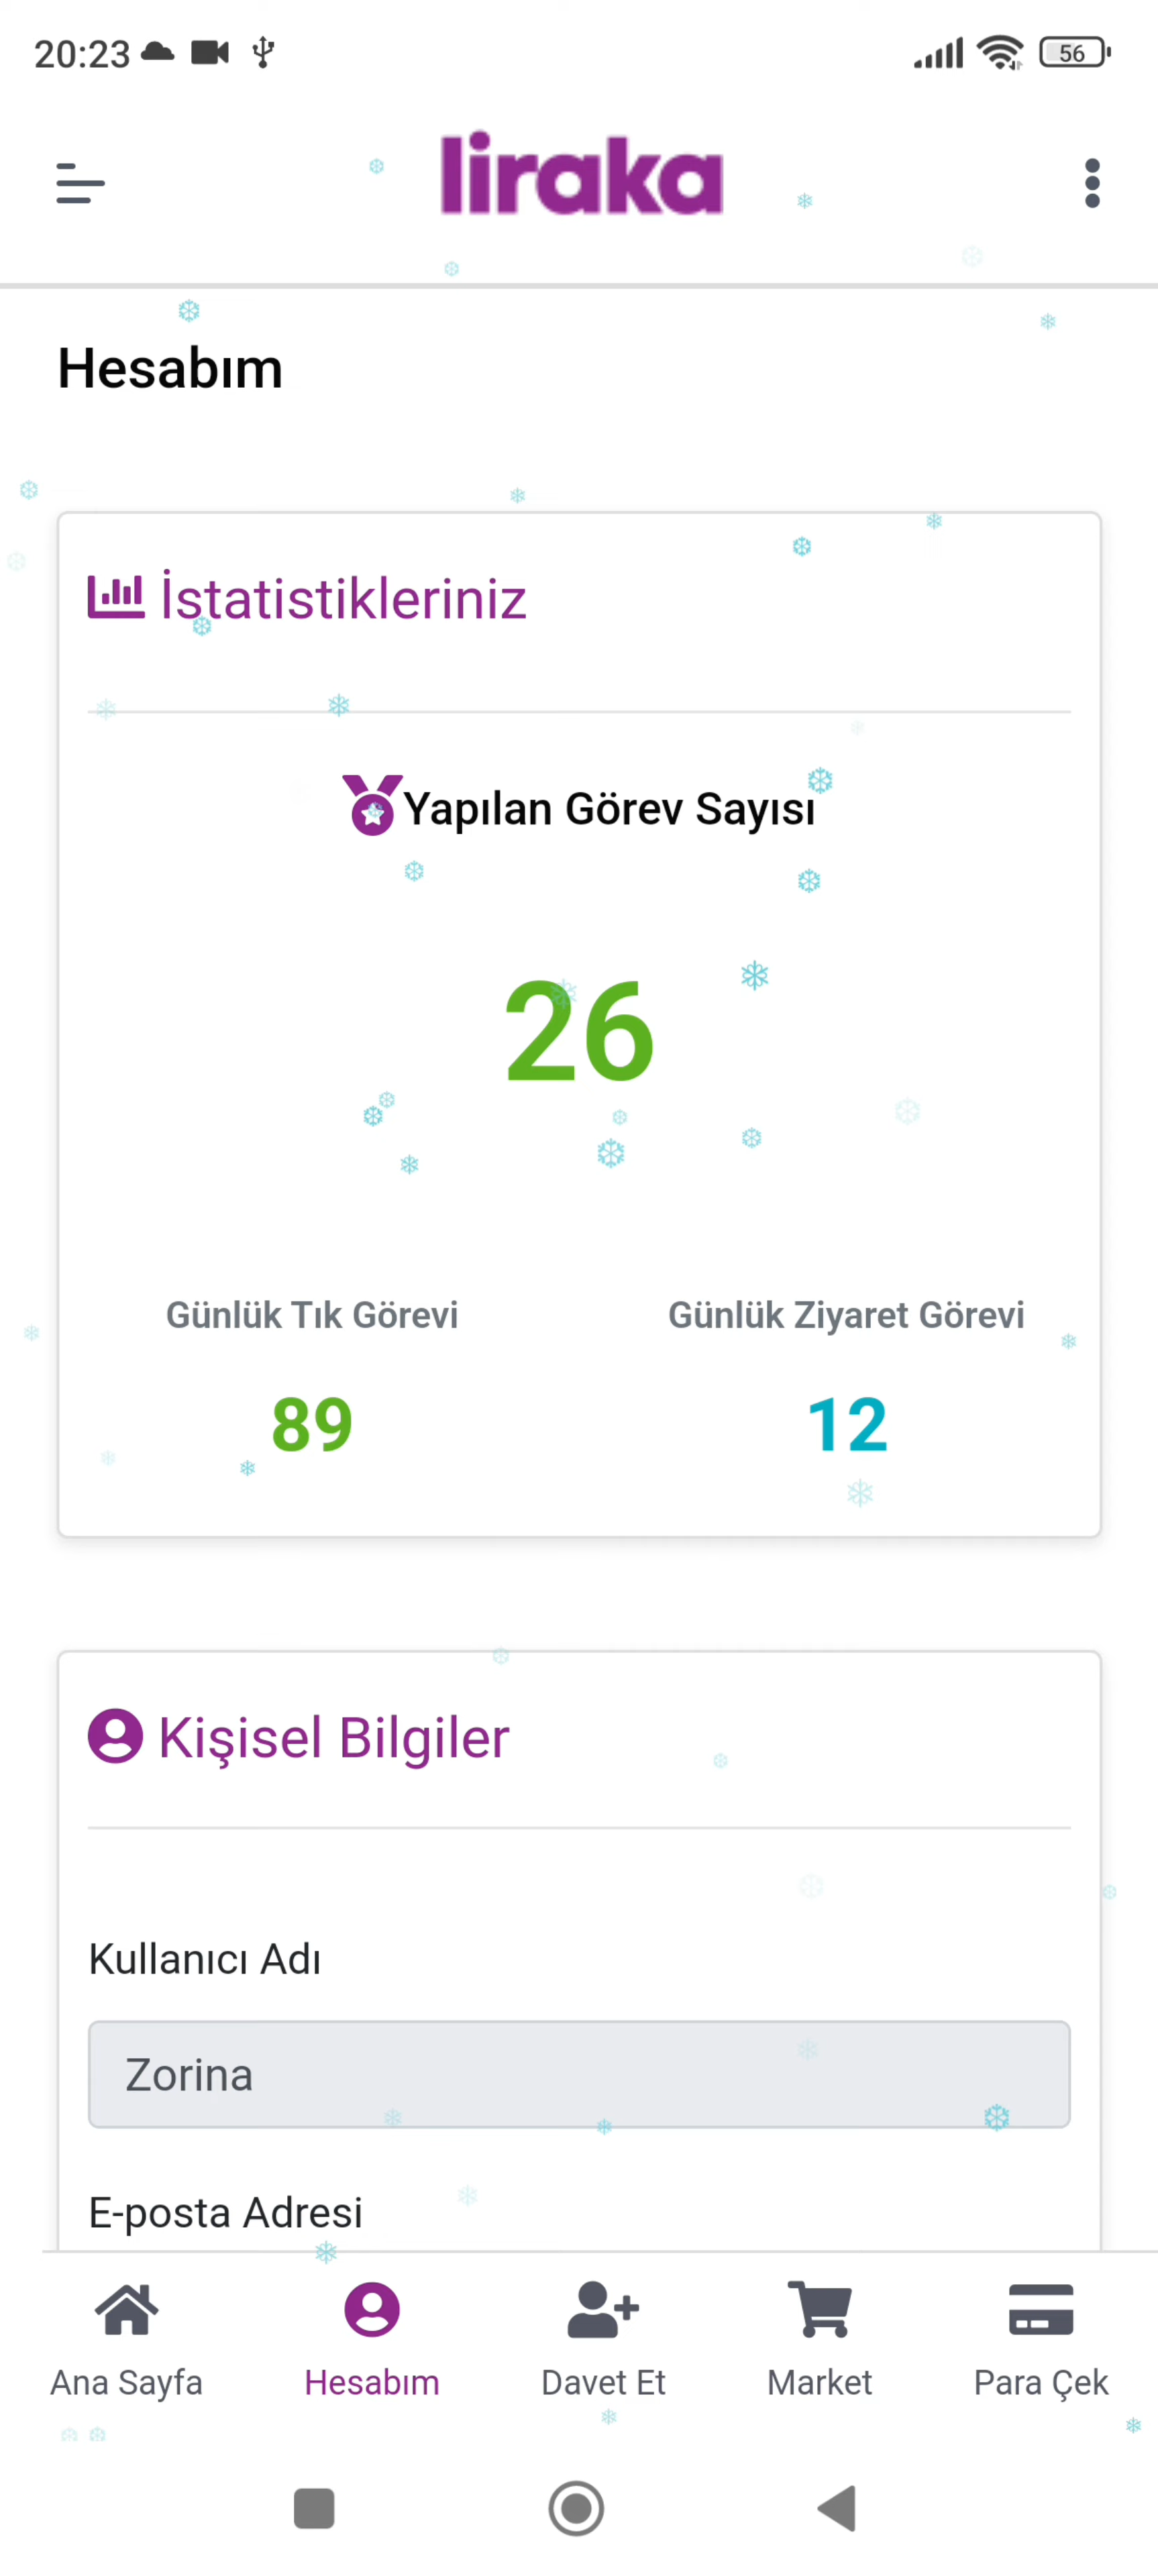 20:23
56
liraka
Hesabım
İstatistikleriniz
Yapılan Görev Sayısı
26
Günlük Tık Görevi
Günlük Ziyaret Görevi
89
12
Kişisel Bilgiler
Kullanıcı Adı
Zorina
E-posta Adresi
Ana Sayfa
Hesabım
Davet Et
Market
Para Çek